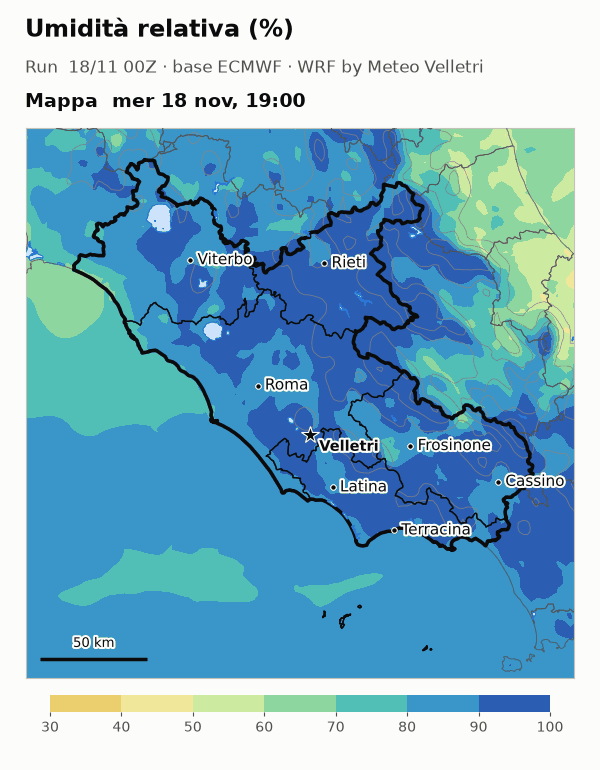 Umidità relativa (%)
Run  18/11 00Z · base ECMWF · WRF by Meteo Velletri
Mappa  mer 18 nov, 19:00
Viterbo
Rieti
Roma
Velletri
Frosinone
Latina
Cassino
Terracina
50 km
30 40 50 60 70 80 90 100